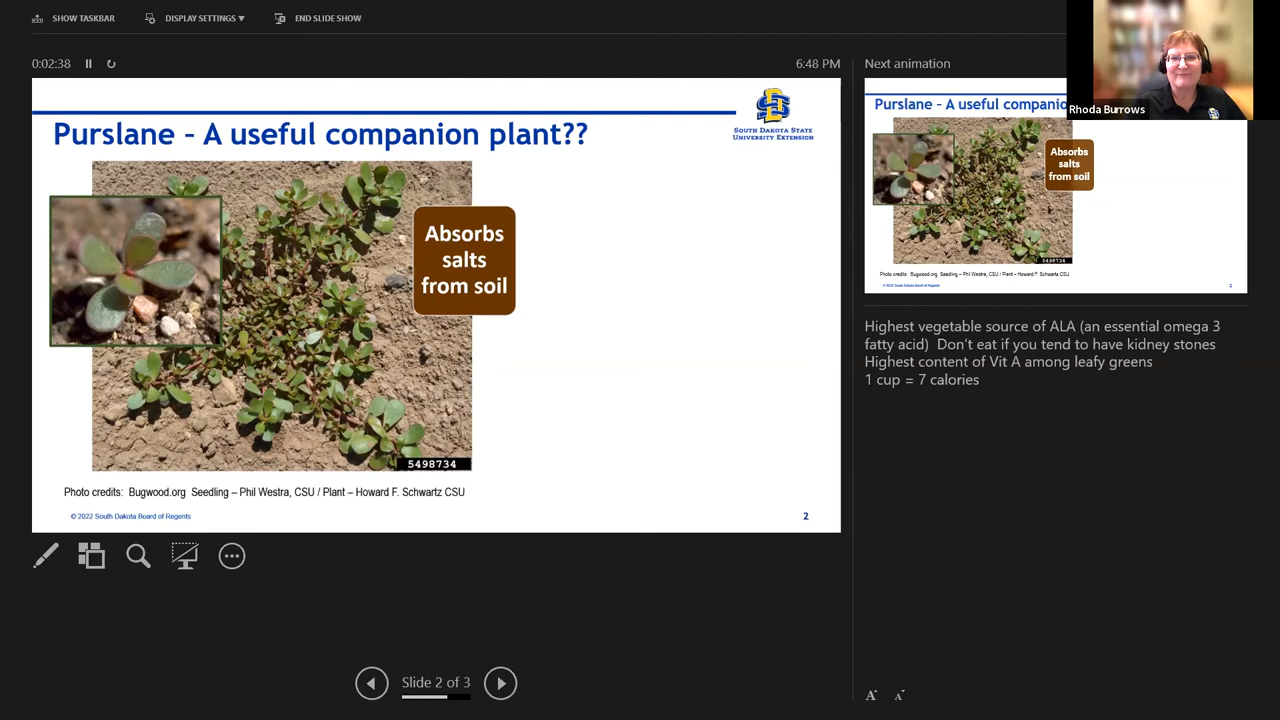 SHOW TASKBAR
DISPLAY SETTINGS ▼
END SLIDE SHOW
0:02:38
6:48 PM
Purslane – A useful companion plant??
SOUTH DAKOTA STATE
UNIVERSITY EXTENSION
Absorbs
salts
from soil
5498734
Photo credits: Bugwood.org Seedling – Phil Westra, CSU / Plant – Howard F. Schwartz CSU
© 2022 South Dakota Board of Regents
2
Slide 2 of 3
Next animation
Rhoda Burrows
Purslane – A useful companio
Absorbs
salts
from soil
5498734
Photo credits: Bugwood.org Seedling – Phil Westra, CSU / Plant – Howard F. Schwartz CSU
© 2022 South Dakota Board of Regents
2
Highest vegetable source of ALA (an essential omega 3
fatty acid) Don't eat if you tend to have kidney stones
Highest content of Vit A among leafy greens
1 cup = 7 calories
A
A